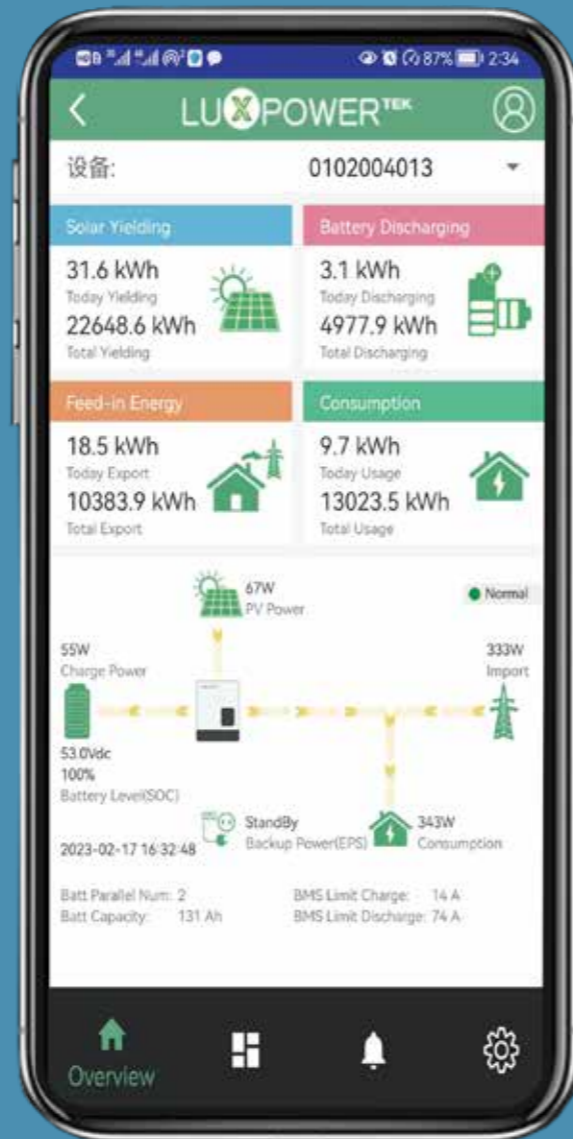 87% 2:34
LUXPOWERTEK
设备: 0102004013
Solar Yielding
31.6 kWh
Today Yielding
22648.6 kWh
Total Yielding
Battery Discharging
3.1 kWh
Today Discharging
4977.9 kWh
Total Discharging
Feed-in Energy
18.5 kWh
Today Export
10383.9 kWh
Total Export
Consumption
9.7 kWh
Today Usage
13023.5 kWh
Total Usage
67W
PV Power
Normal
55W
Charge Power
333W
Import
53.0Vdc
100%
Battery Level(SOC)
StandBy
Backup Power(EPS)
343W
Consumption
2023-02-17 16:32:48
Batt Parallel Num: 2
BMS Limit Charge: 14 A
Batt Capacity: 131 Ah
BMS Limit Discharge: 74 A
Overview